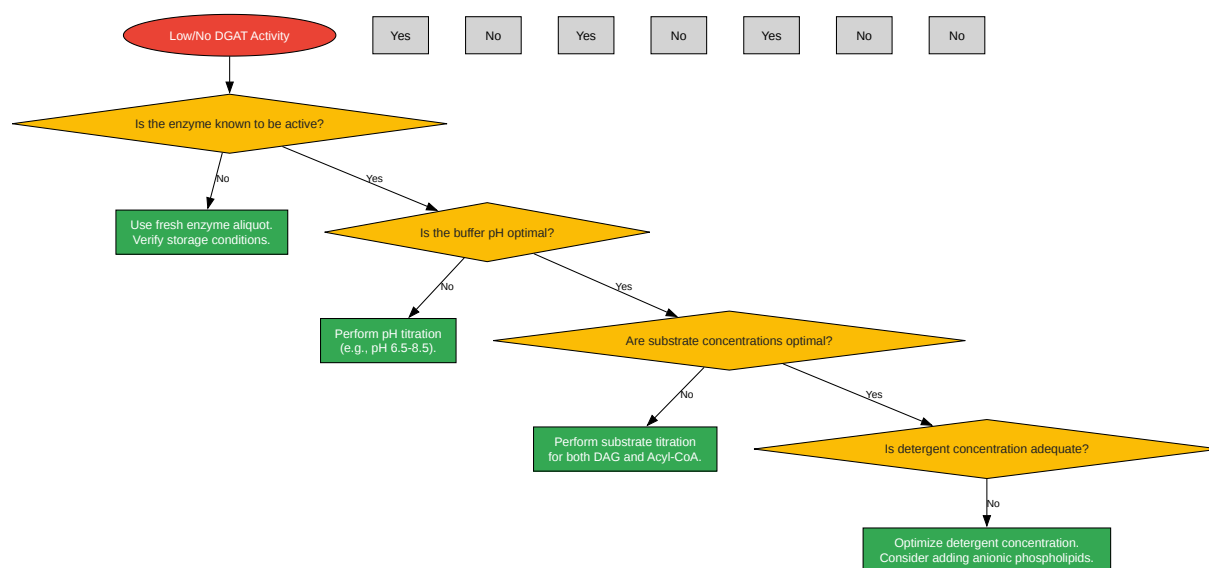 Low/No DGAT Activity
Yes
No
Yes
No
Yes
No
No
Is the enzyme known to be active?
No
Yes
Use fresh enzyme aliquot.
Verify storage conditions.
Is the buffer pH optimal?
No
Yes
Perform pH titration
(e.g., pH 6.5-8.5).
Are substrate concentrations optimal?
No
Yes
Perform substrate titration
for both DAG and Acyl-CoA.
Is detergent concentration adequate?
No
Optimize detergent concentration.
Consider adding anionic phospholipids.